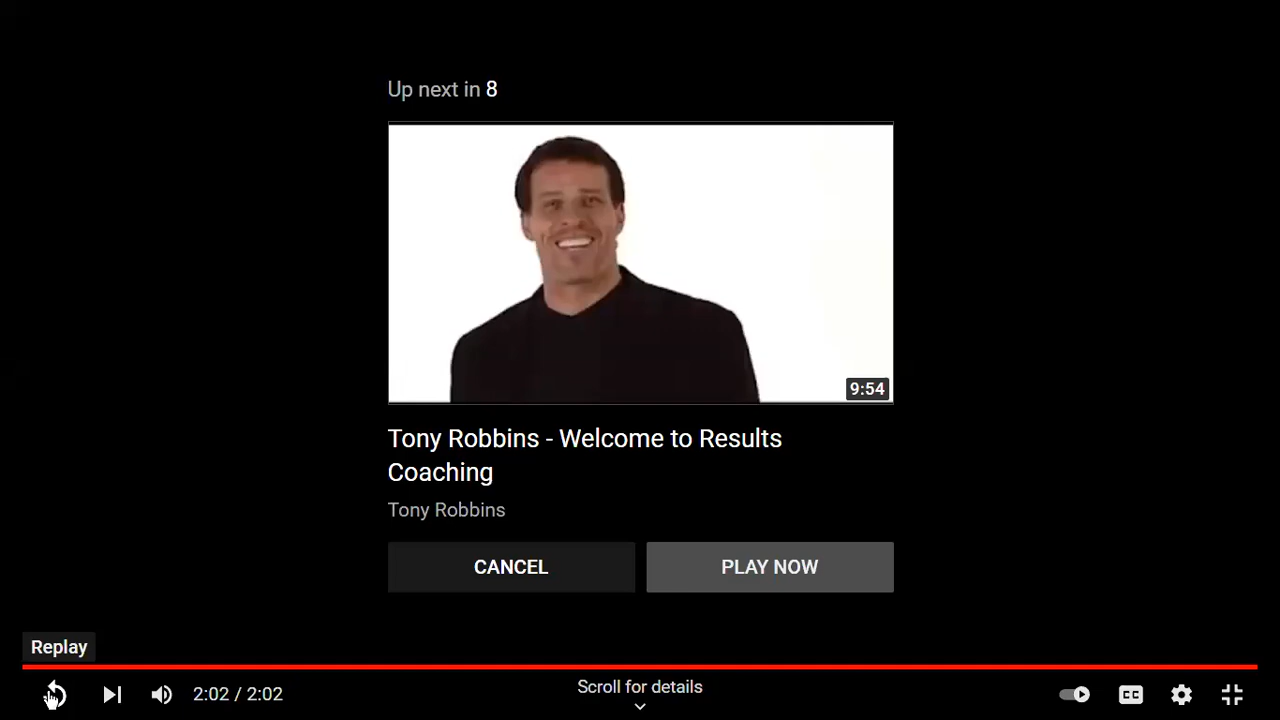 Up next in 8
9:54
Tony Robbins - Welcome to Results
Coaching
Tony Robbins
CANCEL
PLAY NOW
Replay
2:02 / 2:02
Scroll for details
CC